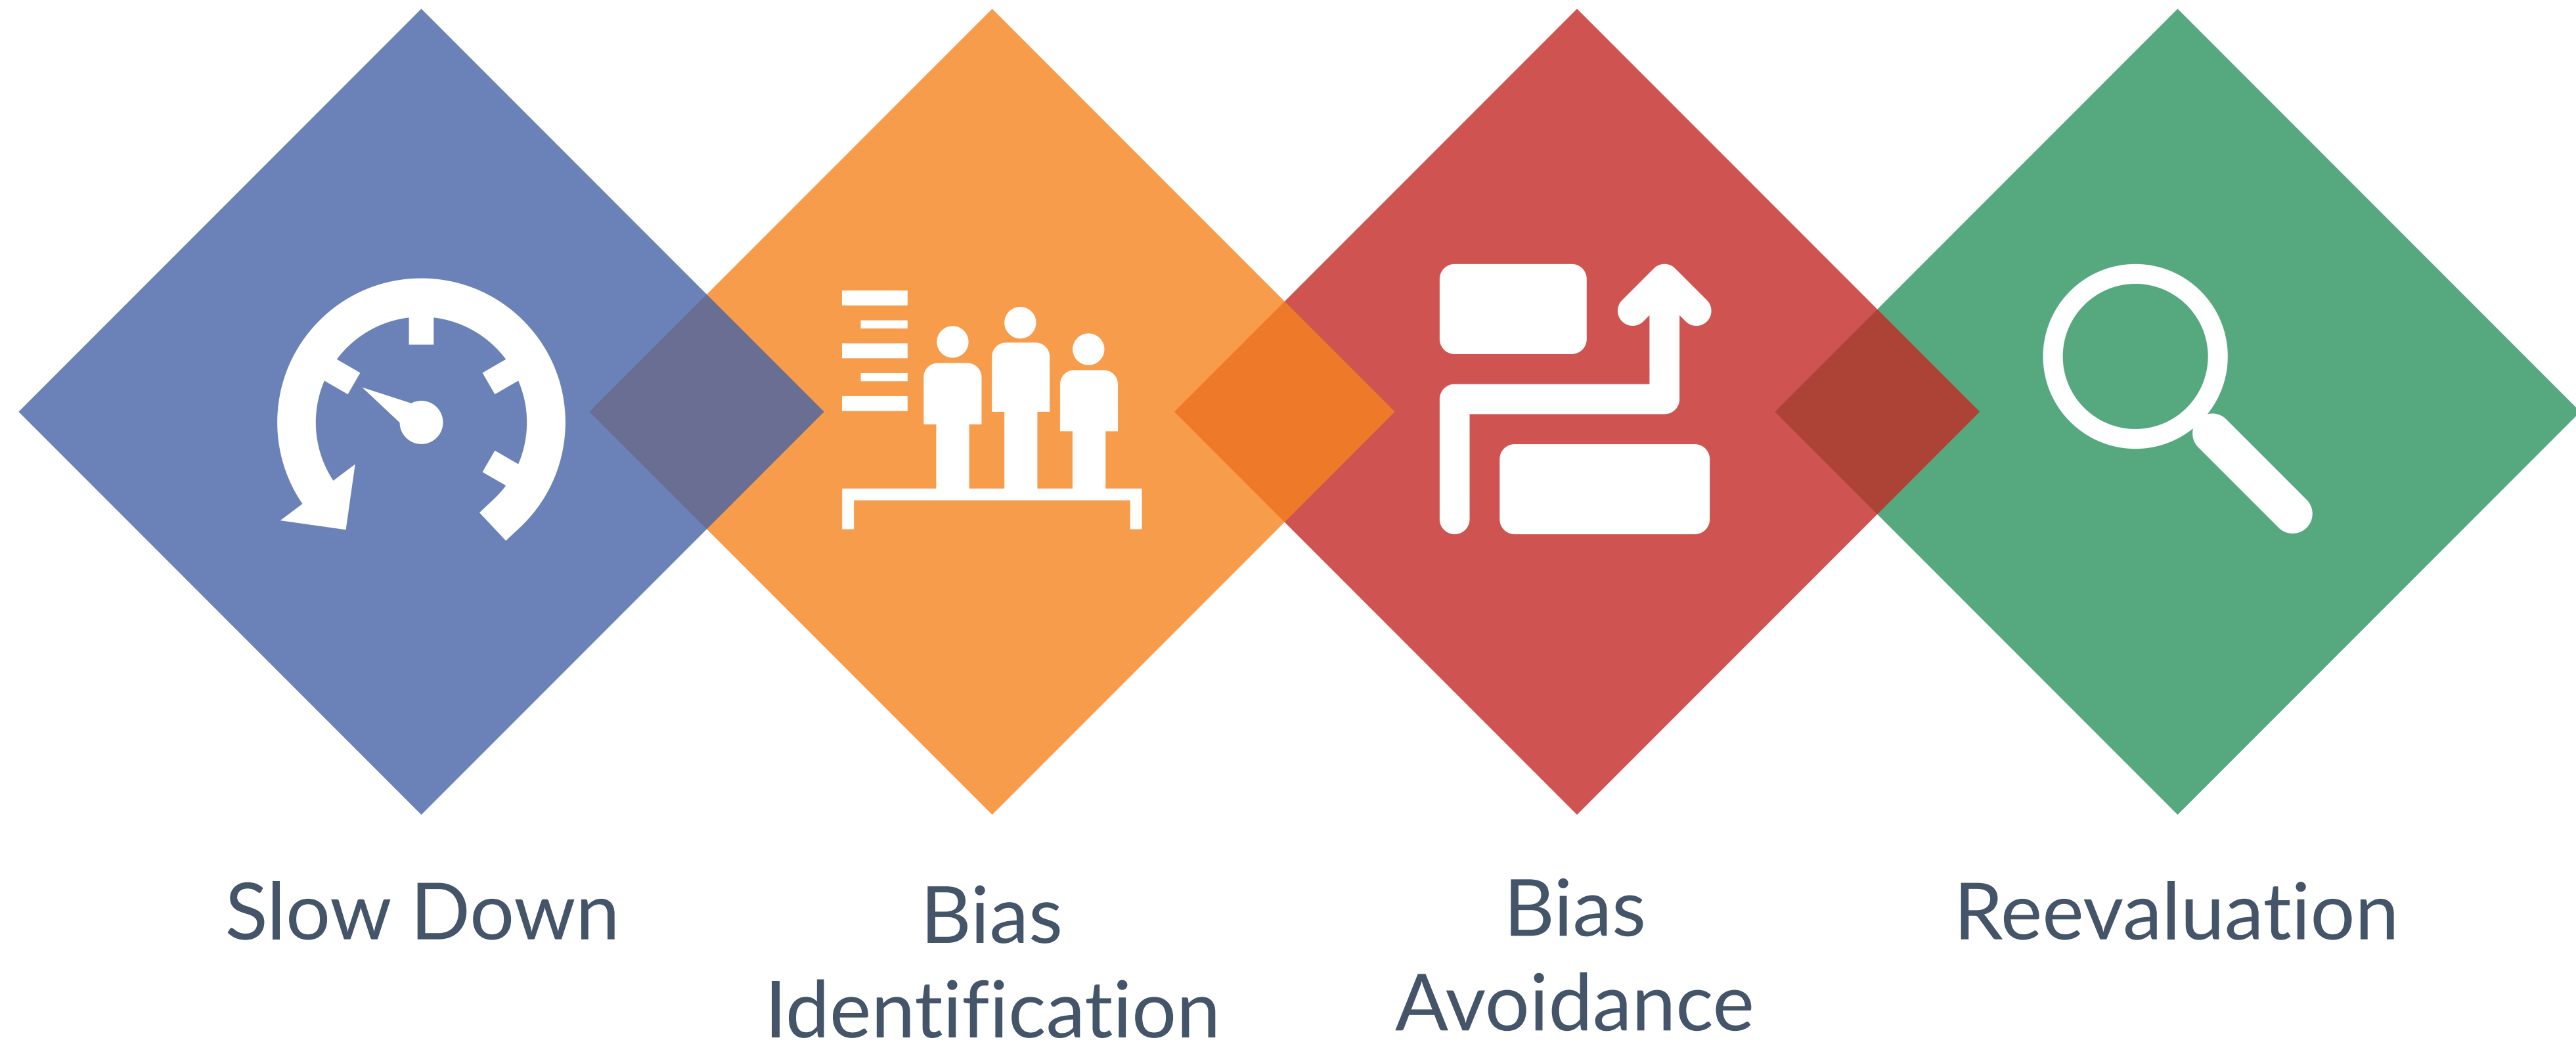 Slow Down
Bias
Identification
Bias
Avoidance
Reevaluation